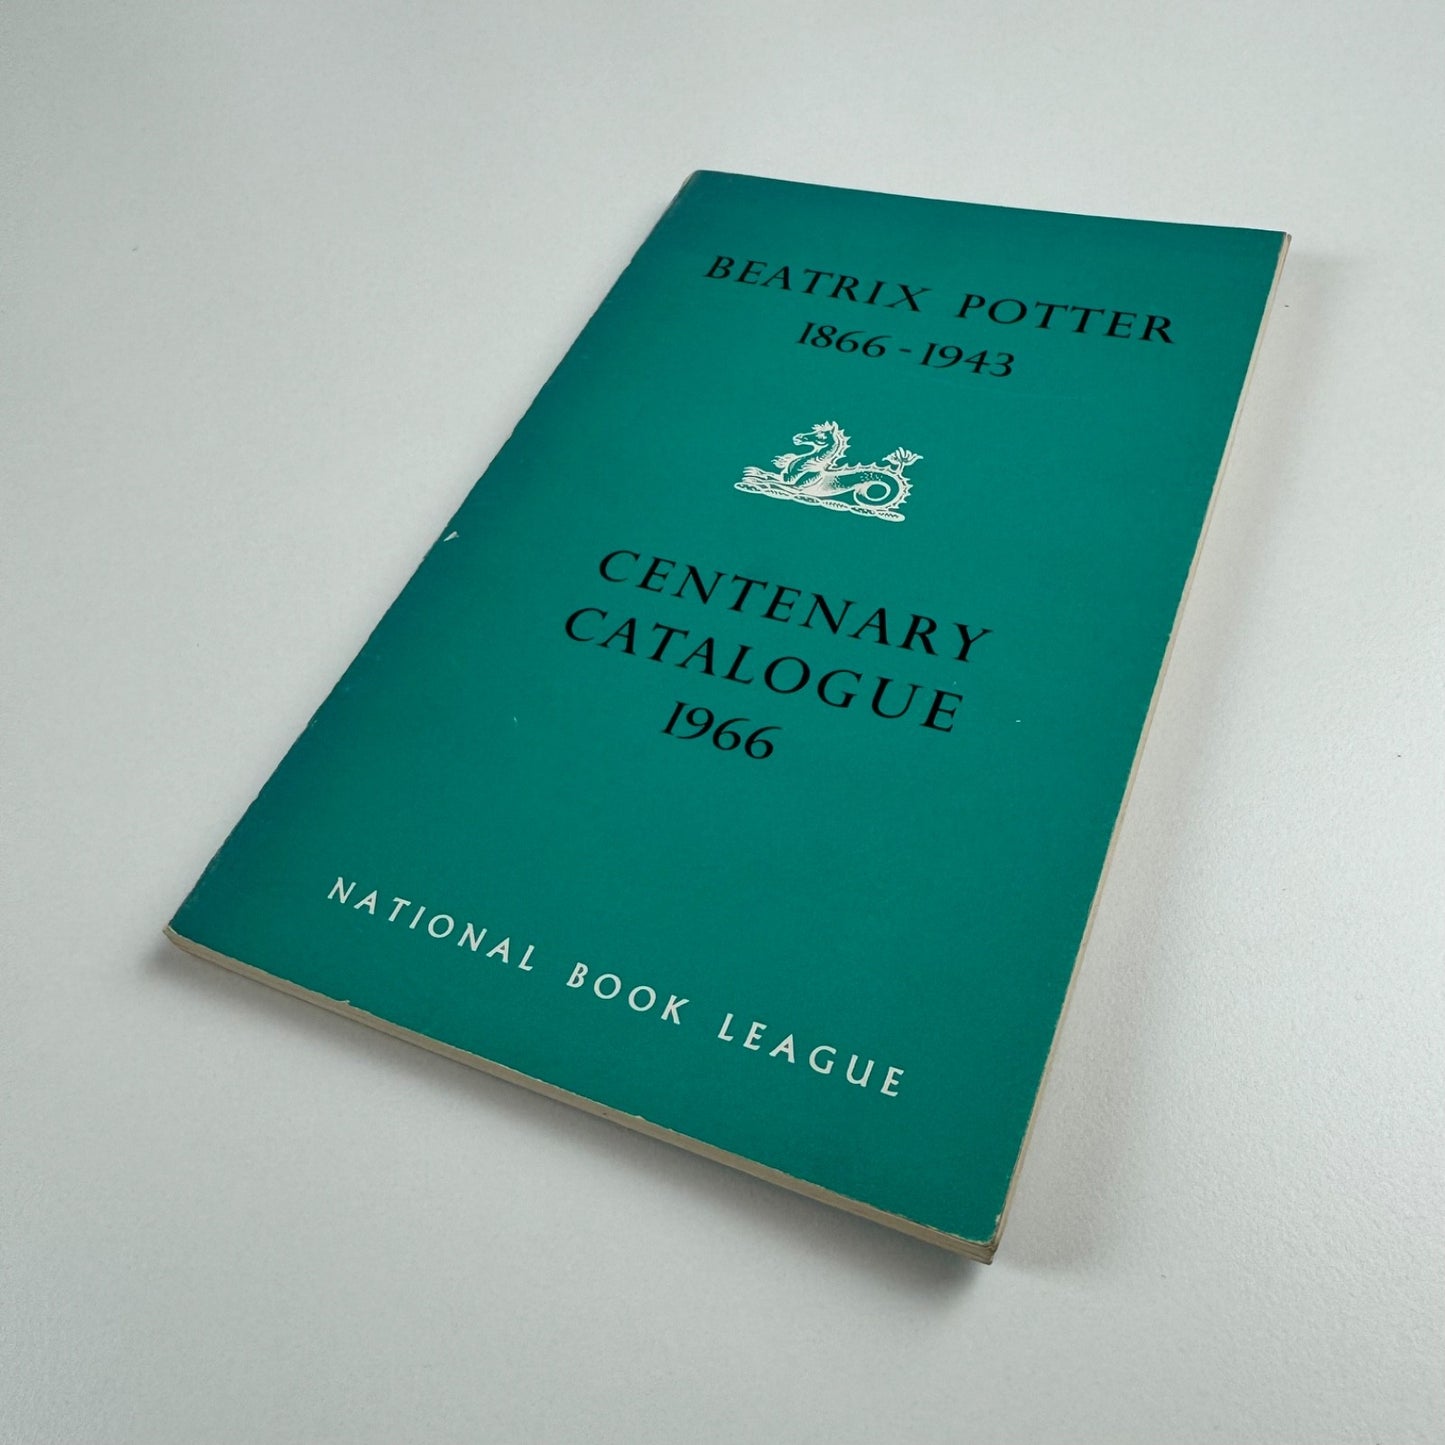 BEATRIX POTTER
1866-1943
CENTENARY
CATALOGUE
1966
NATIONAL BOOK LEAGUE